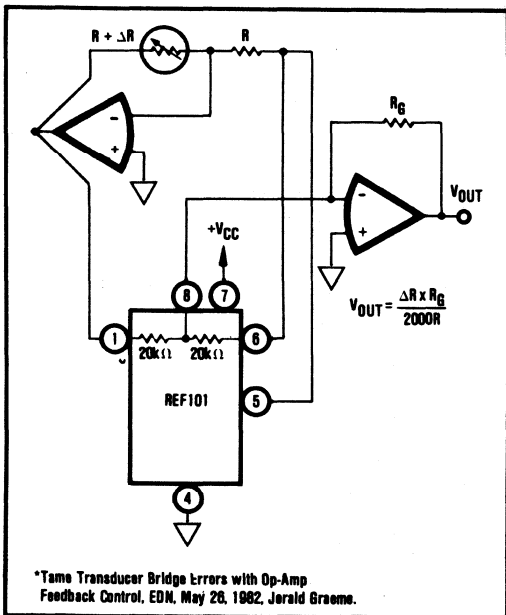 R + ΔR
R
-
+
R_G
-
+
V_OUT
+V_CC
V_OUT = ΔR x R_G / 2000R
8
7
1
20kΩ
20kΩ
6
REF101
5
4
*Tame Transducer Bridge Errors with Op-Amp
Feedback Control, EDN, May 26, 1982, Jerald Graeme.